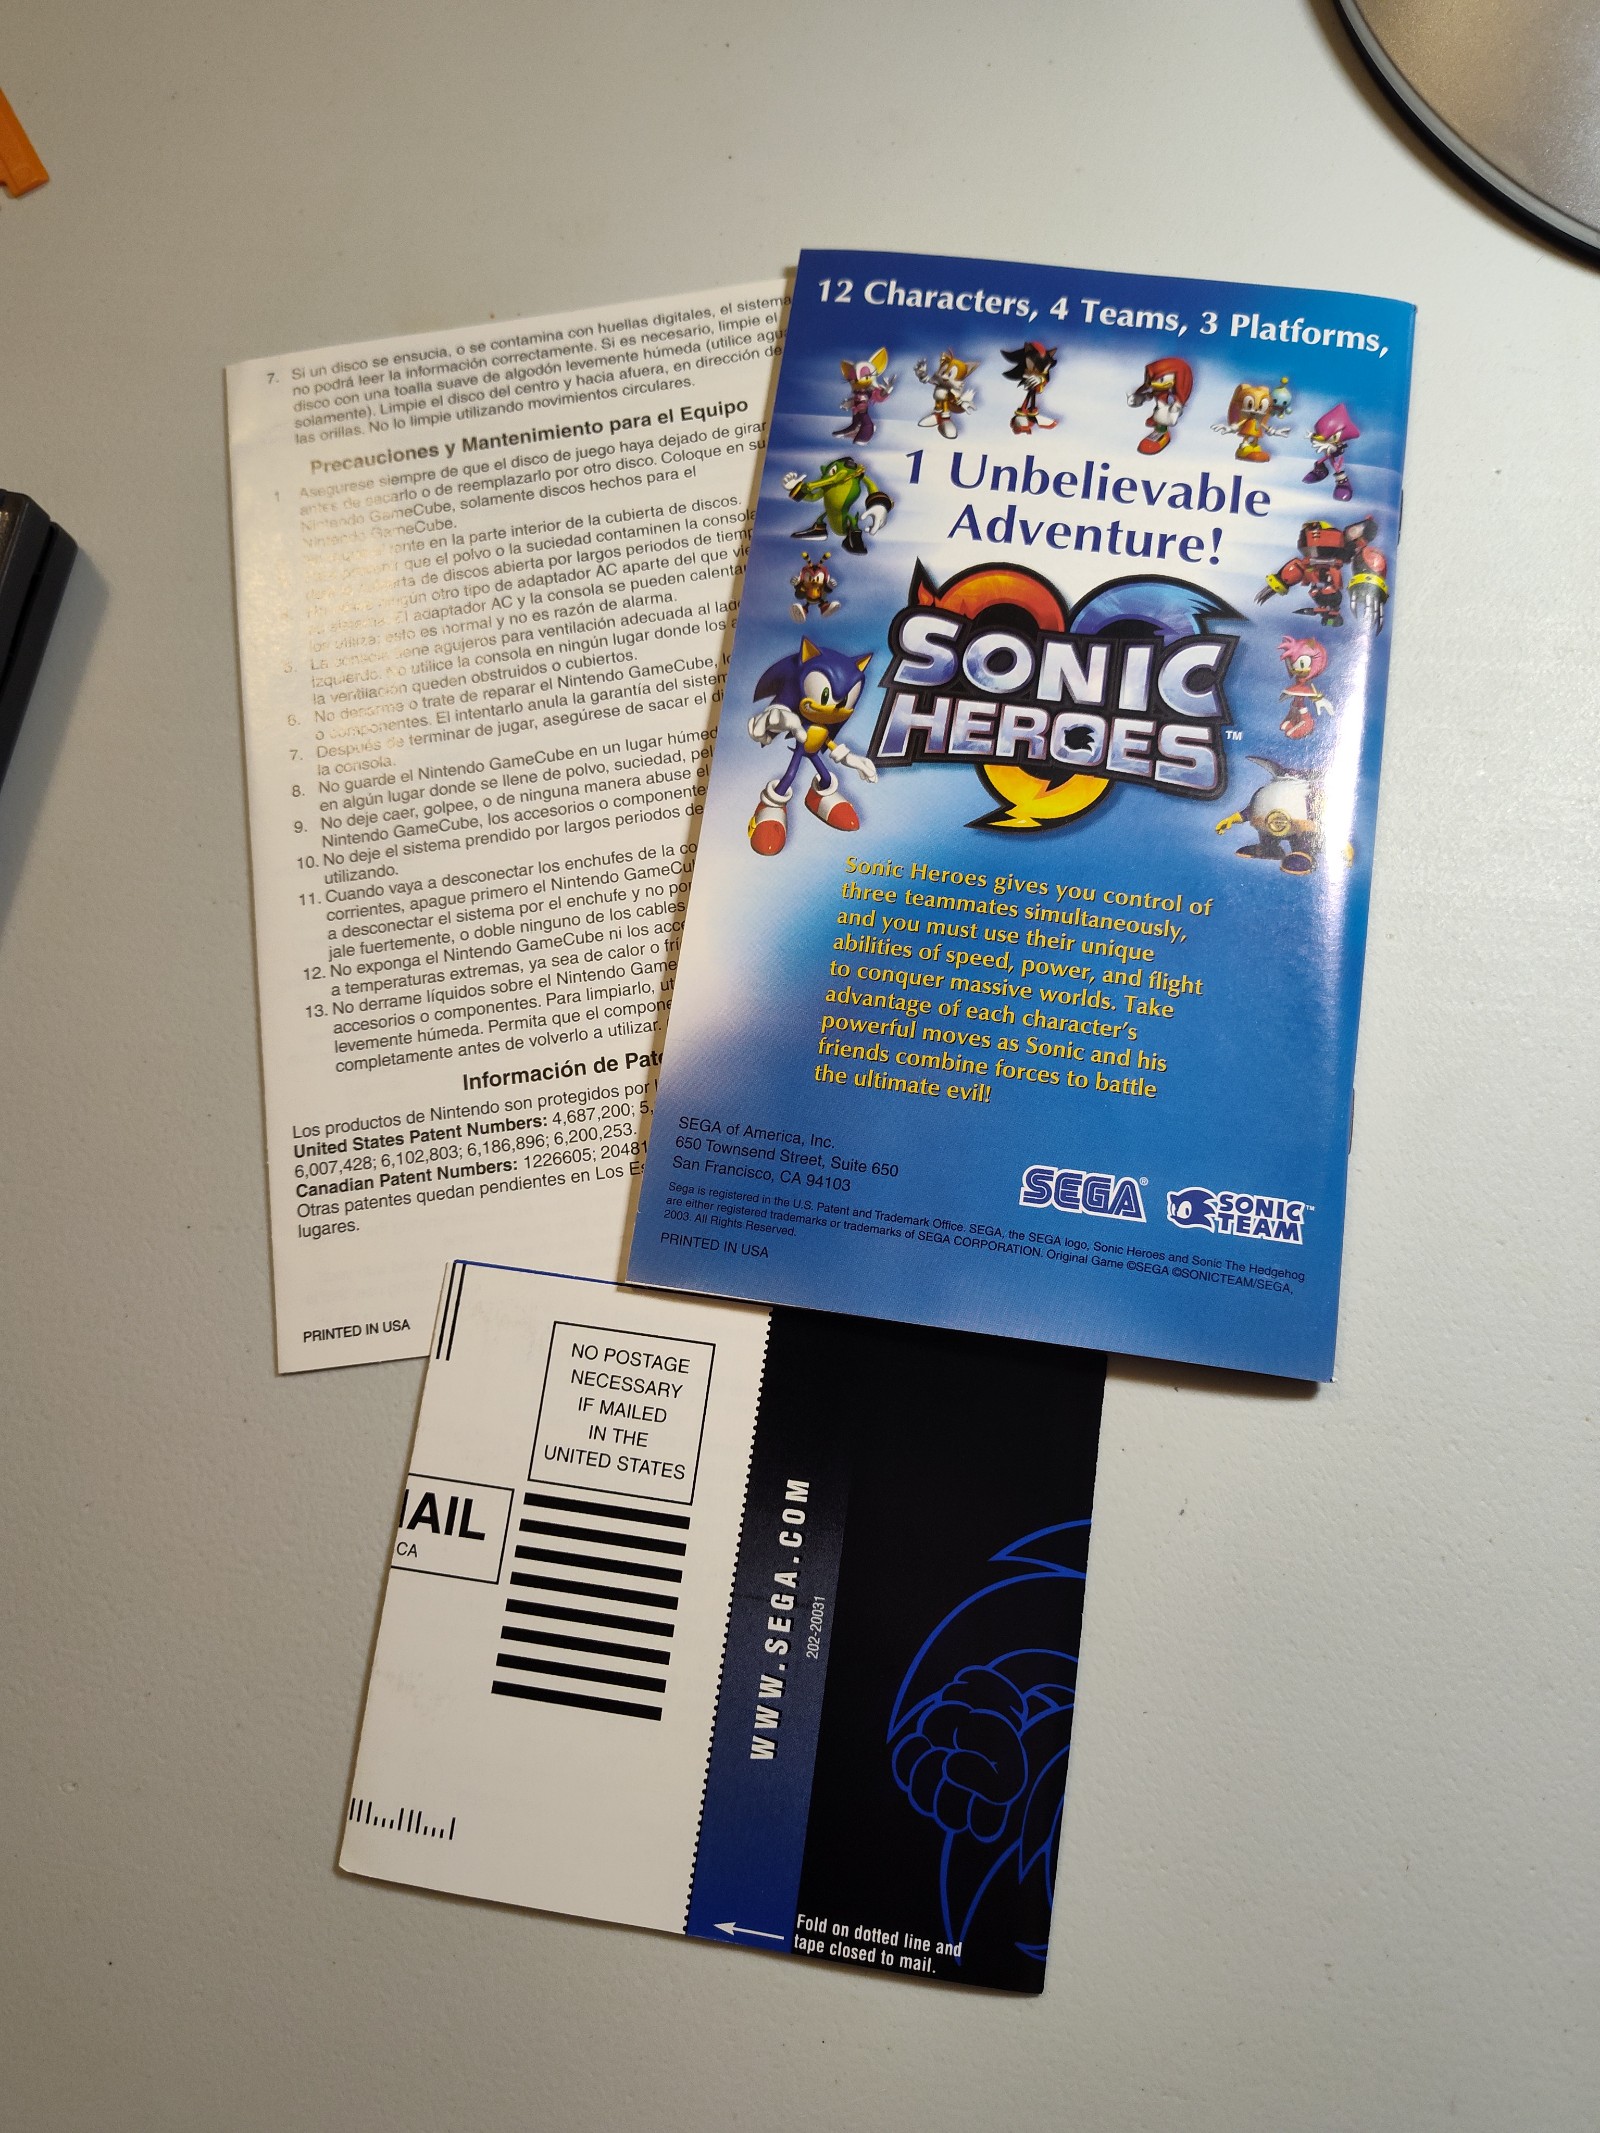 7. Si un disco se ensucia, o se contamina con huellas digitales, el sistema
no podrá leer la información correctamente. Si es necesario, limpie el
disco con una toalla suave de algodón levemente húmeda (utilice agu
solamente). Limpie el disco del centro y hacia afuera, en dirección de
las orillas. No lo limpie utilizando movimientos circulares.
Precauciones y Mantenimiento para el Equipo
1 Asegúrese siempre de que el disco de juego haya dejado de girar
antes de sacarlo o de reemplazarlo por otro disco. Coloque en su
Nintendo GameCube, solamente discos hechos para el
Nintendo GameCube.
en la parte interior de la cubierta de discos.
que el polvo o la suciedad contaminen la consola
de discos abierta por largos periodos de tiemp
ningún otro tipo de adaptador AC aparte del que vie
El adaptador AC y la consola se pueden calenta
los utiliza; esto es normal y no es razón de alarma.
5. La consola tiene agujeros para ventilación adecuada al lad
izquierdo. No utilice la consola en ningún lugar donde los a
la ventilación queden obstruidos o cubiertos.
6. No desarme o trate de reparar el Nintendo GameCube, l
o componentes. El intentarlo anula la garantía del sistem
7. Después de terminar de jugar, asegúrese de sacar el di
la consola.
8. No guarde el Nintendo GameCube en un lugar húmed
en algún lugar donde se llene de polvo, suciedad, pel
9. No deje caer, golpee, o de ninguna manera abuse el
Nintendo GameCube, los accesorios o componente
10. No deje el sistema prendido por largos periodos de
utilizando.
11. Cuando vaya a desconectar los enchufes de la co
corrientes, apague primero el Nintendo GameCu
a desconectar el sistema por el enchufe y no po
jale fuertemente, o doble ninguno de los cables
12. No exponga el Nintendo GameCube ni los acce
a temperaturas extremas, ya sea de calor o frí
13. No derrame líquidos sobre el Nintendo Game
accesorios o componentes. Para limpiarlo, ut
levemente húmeda. Permita que el compone
completamente antes de volverlo a utilizar.
Información de Pate
Los productos de Nintendo son protegidos por l
United States Patent Numbers: 4,687,200; 5,
6,007,428; 6,102,803; 6,186,896; 6,200,253.
Canadian Patent Numbers: 1226605; 20481
Otras patentes quedan pendientes en Los Es
lugares.
PRINTED IN USA
12 Characters, 4 Teams, 3 Platforms,
1 Unbelievable
Adventure!
SONIC
HEROES™
Sonic Heroes gives you control of
three teammates simultaneously,
and you must use their unique
abilities of speed, power, and flight
to conquer massive worlds. Take
advantage of each character's
powerful moves as Sonic and his
friends combine forces to battle
the ultimate evil!
SEGA of America, Inc.
650 Townsend Street, Suite 650
San Francisco, CA 94103
SEGA®
SONIC
TEAM™
Sega is registered in the U.S. Patent and Trademark Office. SEGA, the SEGA logo, Sonic Heroes and Sonic The Hedgehog
are either registered trademarks or trademarks of SEGA CORPORATION. Original Game ©SEGA ©SONICTEAM/SEGA,
2003. All Rights Reserved.
PRINTED IN USA
NO POSTAGE
NECESSARY
IF MAILED
IN THE
UNITED STATES
AIL
CA
WWW.SEGA.COM
202-20031
Fold on dotted line and
tape closed to mail.